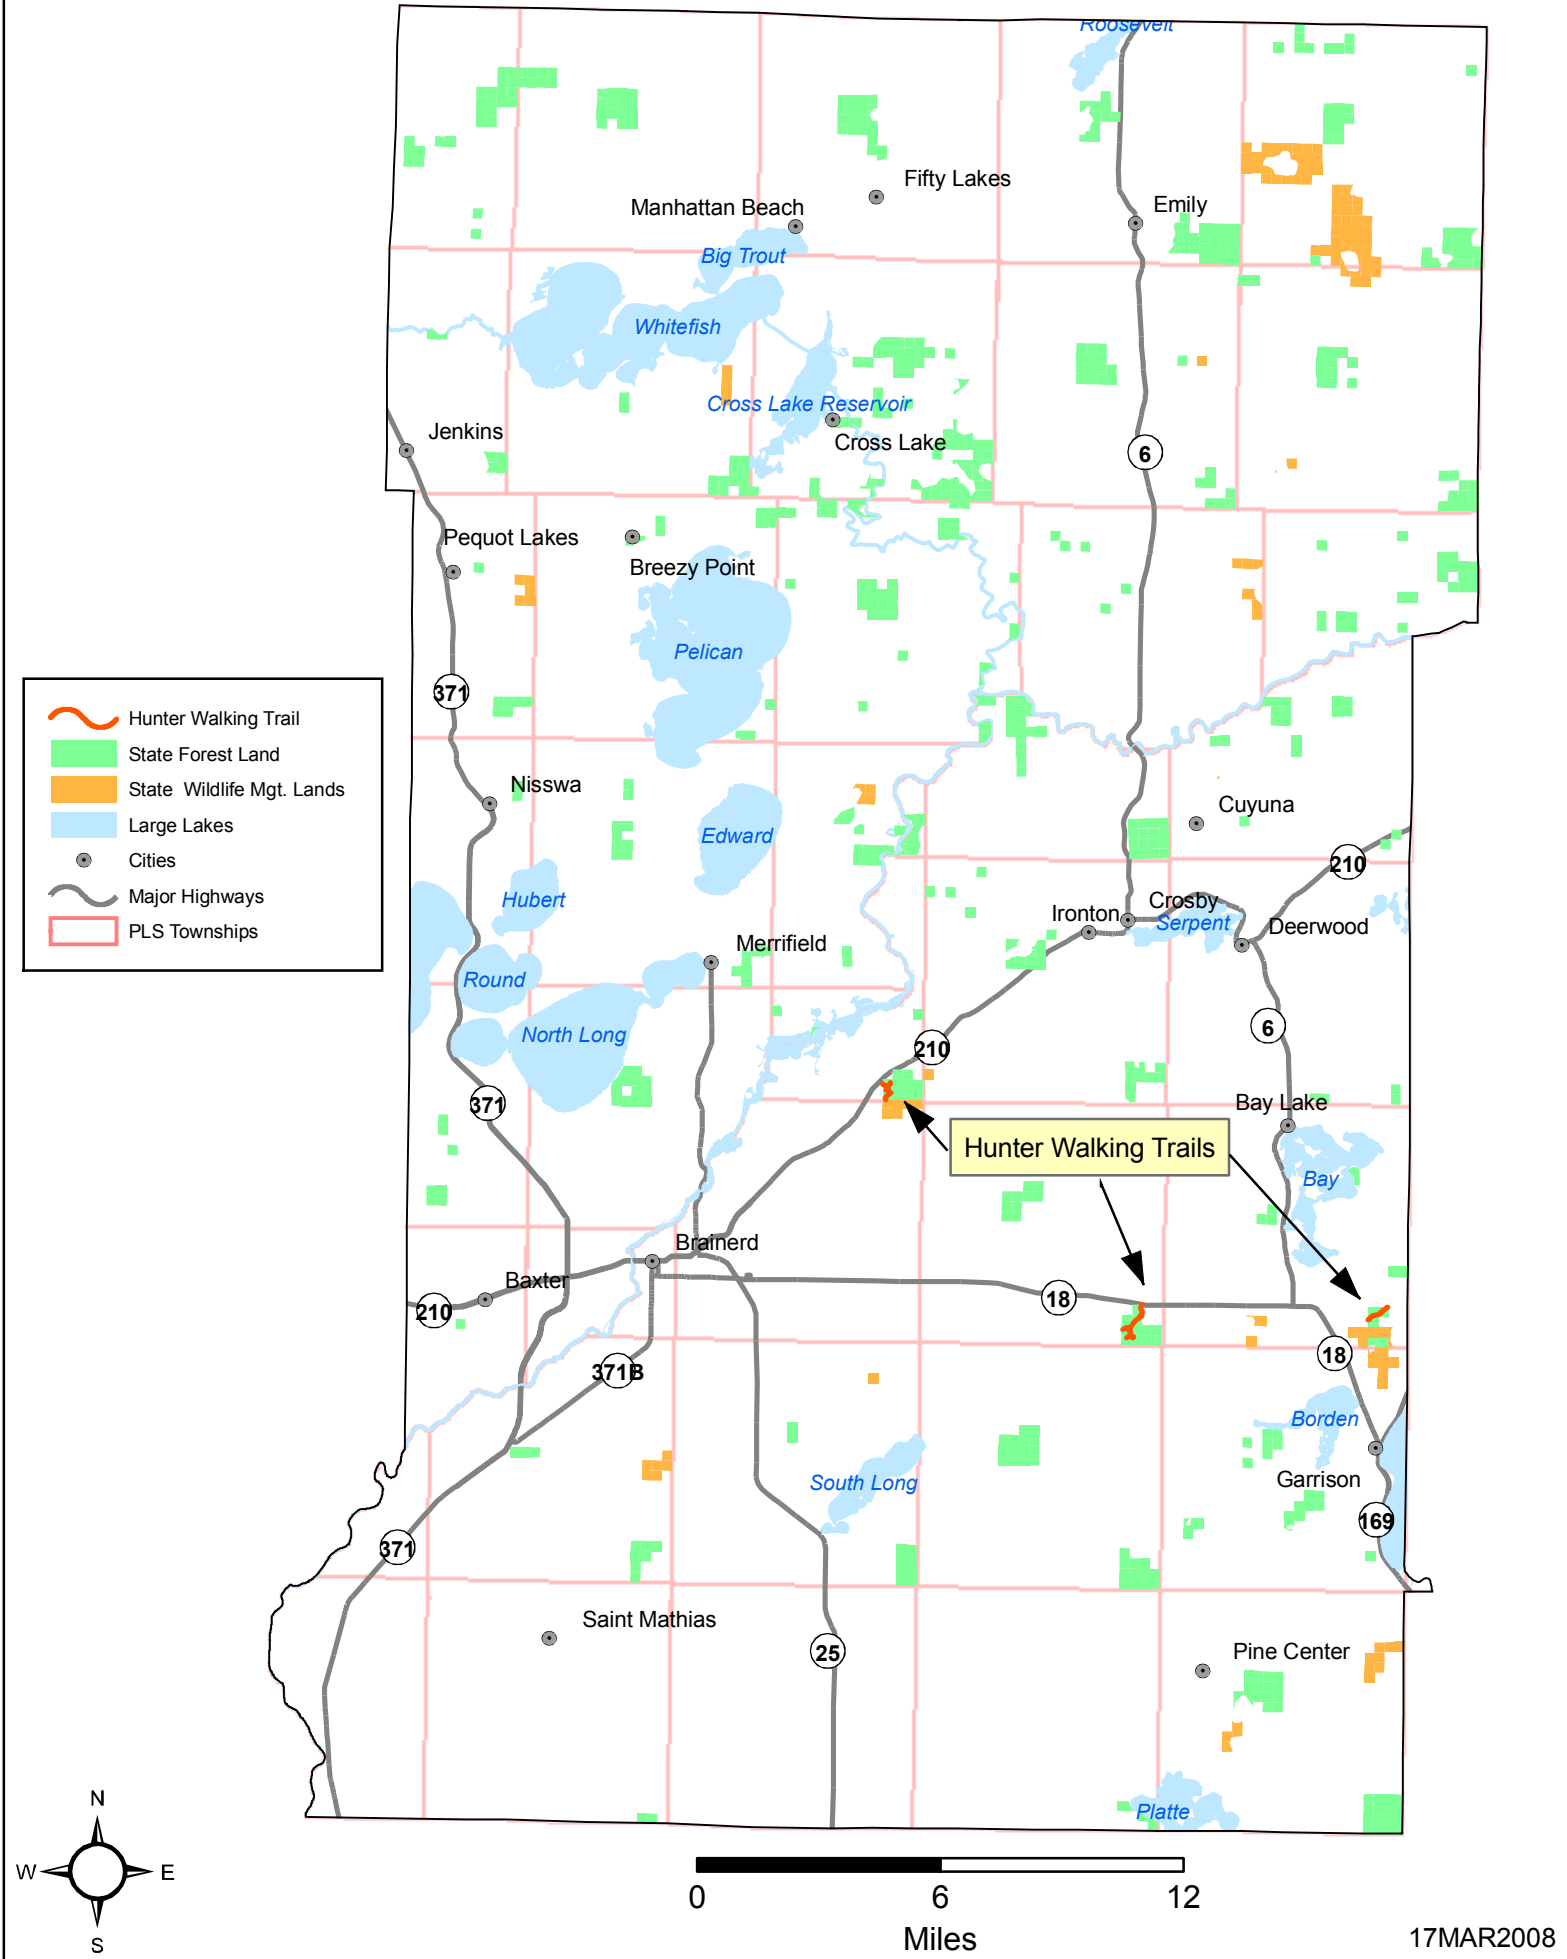 Roosevelt
Fifty Lakes
Manhattan Beach
Emily
Big Trout
Whitefish
Cross Lake Reservoir
Jenkins
Cross Lake
6
Pequot Lakes
Breezy Point
Pelican
371
Hunter Walking Trail
State Forest Land
State Wildlife Mgt. Lands
Large Lakes
Cities
Major Highways
PLS Townships
Nisswa
Cuyuna
Edward
210
Hubert
Crosby
Ironton
Serpent
Deerwood
Merrifield
Round
North Long
6
210
371
Bay Lake
Hunter Walking Trails
Bay
Brainerd
Baxter
18
210
18
371B
Borden
South Long
Garrison
169
371
Saint Mathias
25
Pine Center
Platte
N
W
E
S
0
6
12
Miles
17MAR2008